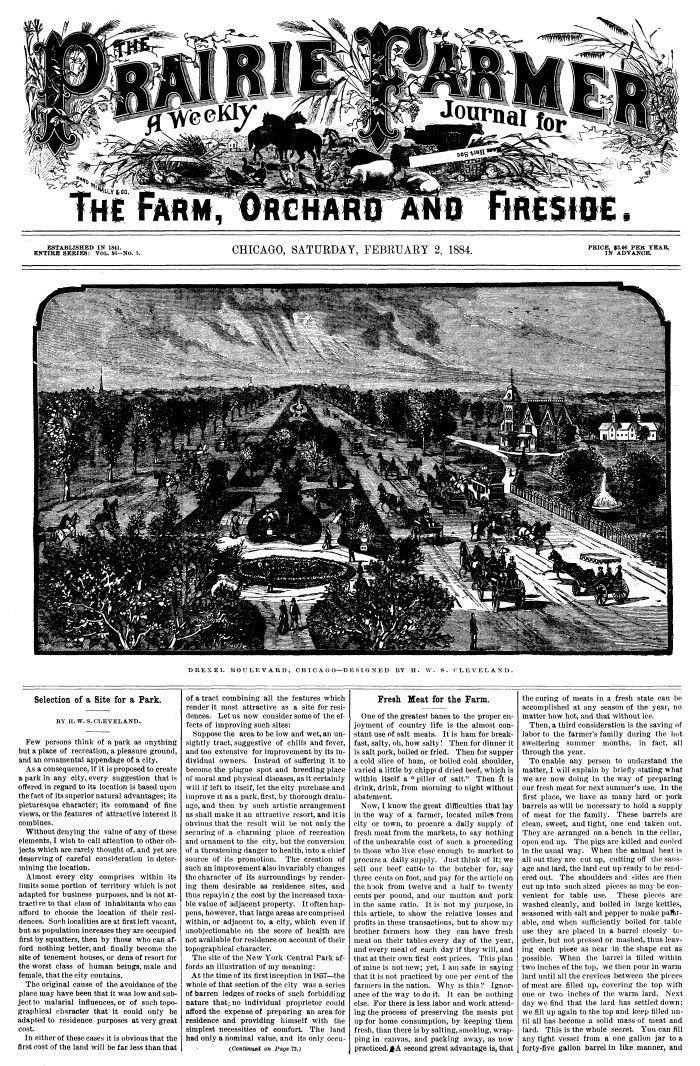 THE
PRAIRIE FARMER
A Weekly Journal for
RAND McNALLY & CO.
THE FARM, ORCHARD AND FIRESIDE.
ESTABLISHED IN 1841.
ENTIRE SERIES: VOL. 56—NO. 5.
CHICAGO, SATURDAY, FEBRUARY 2, 1884.
PRICE, $2.00 PER YEAR,
IN ADVANCE.
DREXEL BOULEVARD, CHICAGO—DESIGNED BY H. W. S. CLEVELAND.
Selection of a Site for a Park.
BY H. W. S. CLEVELAND.
Few persons think of a park as anything
but a place of recreation, a pleasure ground,
and an ornamental appendage of a city.
As a consequence, if it is proposed to create
a park in any city, every suggestion that is
offered in regard to its location is based upon
the fact of its superior natural advantages; its
picturesque character; its command of fine
views, or the features of attractive interest it
combines.
Without denying the value of any of these
elements, I wish to call attention to other ob-
jects which are rarely thought of, and yet are
deserving of careful consideration in deter-
mining the location.
Almost every city comprises within its
limits some portion of territory which is not
adapted for business purposes, and is not at-
tractive to that class of inhabitants who can
afford to choose the location of their resi-
dences. Such localities are at first left vacant,
but as population increases they are occupied
first by squatters, then by those who can af-
ford nothing better, and finally become the
site of tenement houses, or dens of resort for
the worst class of human beings, male and
female, that the city contains.
The original cause of the avoidance of the
place may have been that it was low and sub-
ject to malarial influences, or of such topo-
graphical character that it could only be
adapted to residence purposes at very great
cost.
In either of these cases it is obvious that the
first cost of the land will be far less than that
of a tract combining all the features which
render it most attractive as a site for resi-
dences. Let us now consider some of the ef-
fects of improving such sites:
Suppose the area to be low and wet, an un-
sightly tract, suggestive of chills and fever,
and too extensive for improvement by its in-
dividual owners. Instead of suffering it to
become the plague spot and breeding place
of moral and physical diseases, as it certainly
will if left to itself, let the city purchase and
improve it as a park, first, by thorough drain-
age, and then by such artistic arrangement
as shall make it an attractive resort, and it is
obvious that the result will be not only the
securing of a charming place of recreation
and ornament to the city, but the conversion
of a threatening danger to health, into a chief
source of its promotion. The creation of
such an improvement also invariably changes
the character of its surroundings by render-
ing them desirable as residence sites, and
thus repaying the cost by the increased taxa-
ble value of adjacent property. It often hap-
pens, however, that large areas are comprised
within, or adjacent to, a city, which even if
unobjectionable on the score of health are
not available for residence on account of their
topographical character.
The site of the New York Central Park af-
fords an illustration of my meaning:
At the time of its first inception in 1857—the
whole of that section of the city was a series
of barren ledges of rocks of such forbidding
nature that no individual proprietor could
afford the expense of preparing an area for
residence and providing himself with the
simplest necessities of comfort. The land
had only a nominal value, and its only occu-
(Continued on Page 72.)
Fresh Meat for the Farm.
One of the greatest banes to the proper en-
joyment of country life is the almost con-
stant use of salt meats. It is ham for break-
fast, salty, oh, how salty! Then for dinner it
is salt pork, boiled or fried. Then for supper
a cold slice of ham, or boiled cold shoulder,
varied a little by chipped dried beef, which is
within itself a "piller of salt." Then it is
drink, drink, from morning to night without
abatement.
Now, I know the great difficulties that lay
in the way of a farmer, located miles from
city or town, to procure a daily supply of
fresh meat from the markets, to say nothing
of the unbearable cost of such a proceeding
to those who live close enough to market to
procure a daily supply. Just think of it; we
sell our beef cattle to the butcher for, say
three cents on foot, and pay for the article on
the hook from twelve and a half to twenty
cents per pound, and our mutton and pork
in the same ratio. It is not my purpose, in
this article, to show the relative losses and
profits in these transactions, but to show my
brother farmers how they can have fresh
meat on their tables every day of the year,
and every meal of each day if they will, and
that at their own first cost prices. This plan
of mine is not new; yet, I am safe in saying
that it is not practiced by one per cent of the
farmers in the nation. Why is this? Ignor-
ance of the way to do it. It can be nothing
else. For there is less labor and work attend-
ing the process of preserving the meats put
up for home consumption, by keeping them
fresh, than there is by salting, smoking, wrap-
ping in canvas, and packing away, as now
practiced. A second great advantage is, that
the curing of meats in a fresh state can be
accomplished at any season of the year, no
matter how hot, and that without ice.
Then, a third consideration is the saving of
labor to the farmer's family during the hot
sweltering summer months, in fact, all
through the year.
To enable any person to understand the
matter, I will explain by briefly stating what
we are now doing in the way of preparing
our fresh meat for next summer's use. In the
first place, we have as many lard or pork
barrels as will be necessary to hold a supply
of meat for the family. These barrels are
clean, sweet, and tight, one end taken out.
They are arranged on a bench in the cellar,
open end up. The pigs are killed and cooled
in the usual way. When the animal heat is
all out they are cut up, cutting off the saus-
age and lard, the lard cut up ready to be rend-
ered out. The shoulders and sides are then
cut up into such sized pieces as may be con-
venient for table use. These pieces are
washed cleanly, and boiled in large kettles,
seasoned with salt and pepper to make palat-
able, and when sufficiently boiled for table
use they are placed in a barrel closely to-
gether, but not pressed or mashed, thus leav-
ing each piece as near in the shape cut as
possible. When the barrel is filled within
two inches of the top, we then pour in warm
lard until all the crevices between the pieces
of meat are filled up, covering the top with
one or two inches of the warm lard. Next
day we find that the lard has settled down;
we fill up again to the top and keep filled un-
til all has become a solid mass of meat and
lard. This is the whole secret. You can fill
any tight vessel from a one gallon jar to a
forty-five gallon barrel in like manner, and